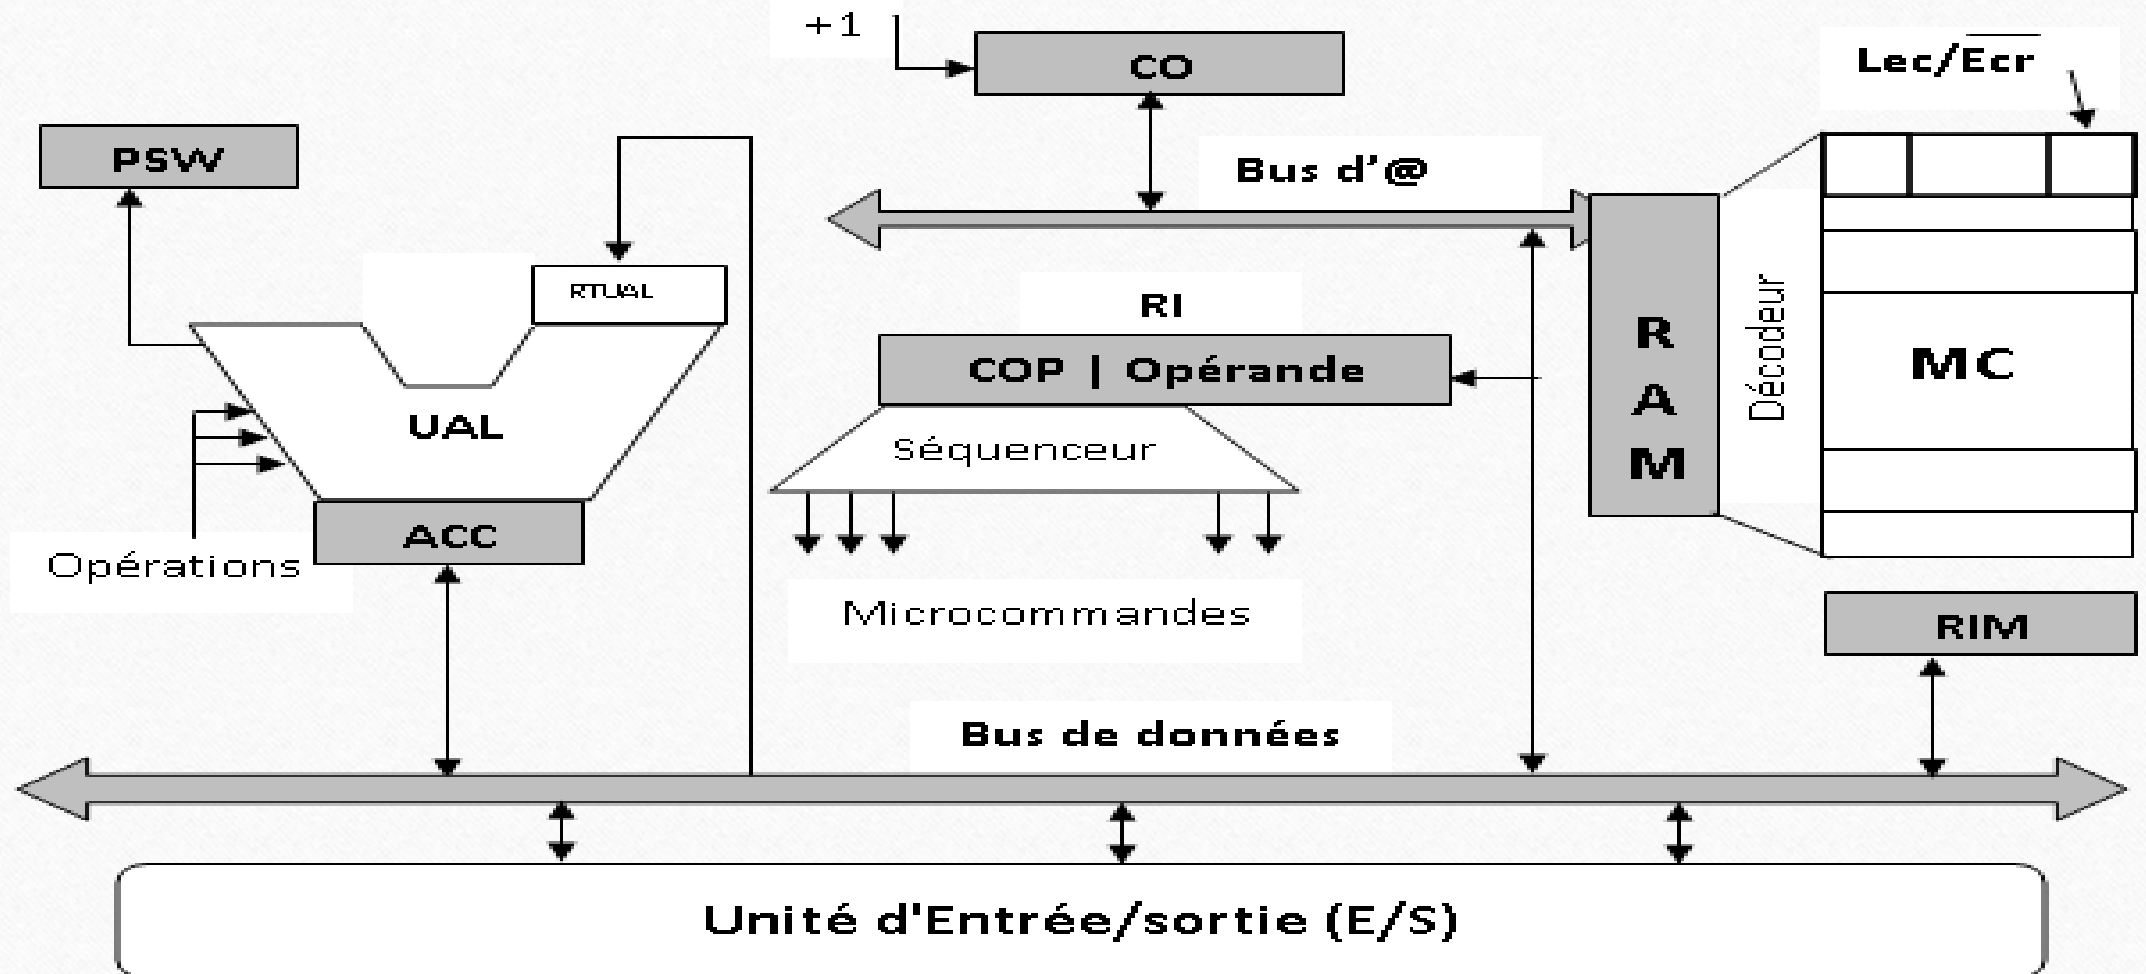 +1
CO
Lec/Ecr
PSW
Bus d'@
RTUAL
RI
COP | Opérande
UAL
Séquenceur
R
A
M
Décodeur
MC
ACC
Opérations
Microcommandes
RIM
Bus de données
Unité d'Entrée/sortie (E/S)